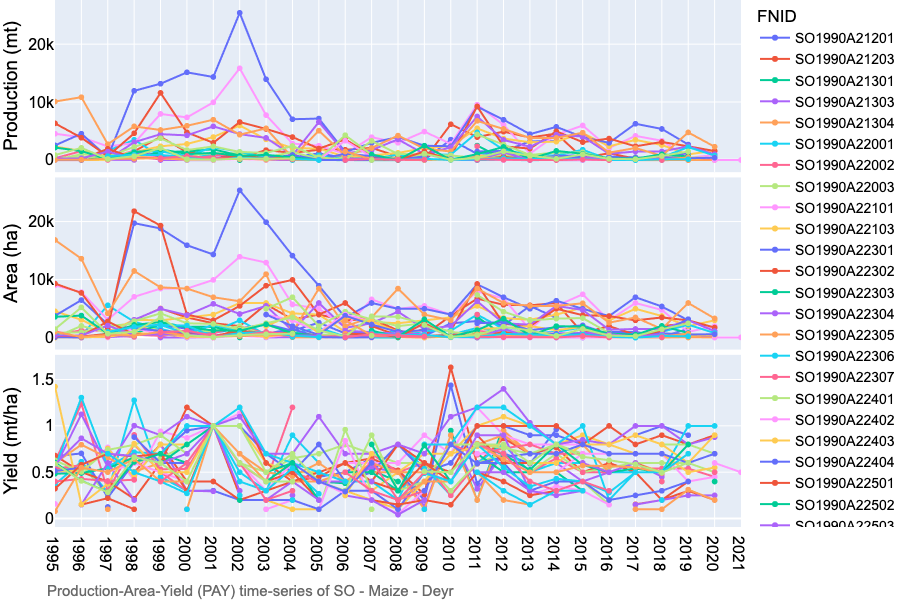 FNID
SO1990A21201
SO1990A21203
SO1990A21301
SO1990A21303
SO1990A21304
SO1990A22001
SO1990A22002
SO1990A22003
SO1990A22101
SO1990A22103
SO1990A22301
SO1990A22302
SO1990A22303
SO1990A22304
SO1990A22305
SO1990A22306
SO1990A22307
SO1990A22401
SO1990A22402
SO1990A22403
SO1990A22404
SO1990A22501
SO1990A22502
SO1990A22503
Production (mt)
20k
10k
0
Area (ha)
20k
10k
0
Yield (mt/ha)
1.5
1
0.5
0
1995 1996 1997 1998 1999 2000 2001 2002 2003 2004 2005 2006 2007 2008 2009 2010 2011 2012 2013 2014 2015 2016 2017 2018 2019 2020 2021
Production-Area-Yield (PAY) time-series of SO - Maize - Deyr